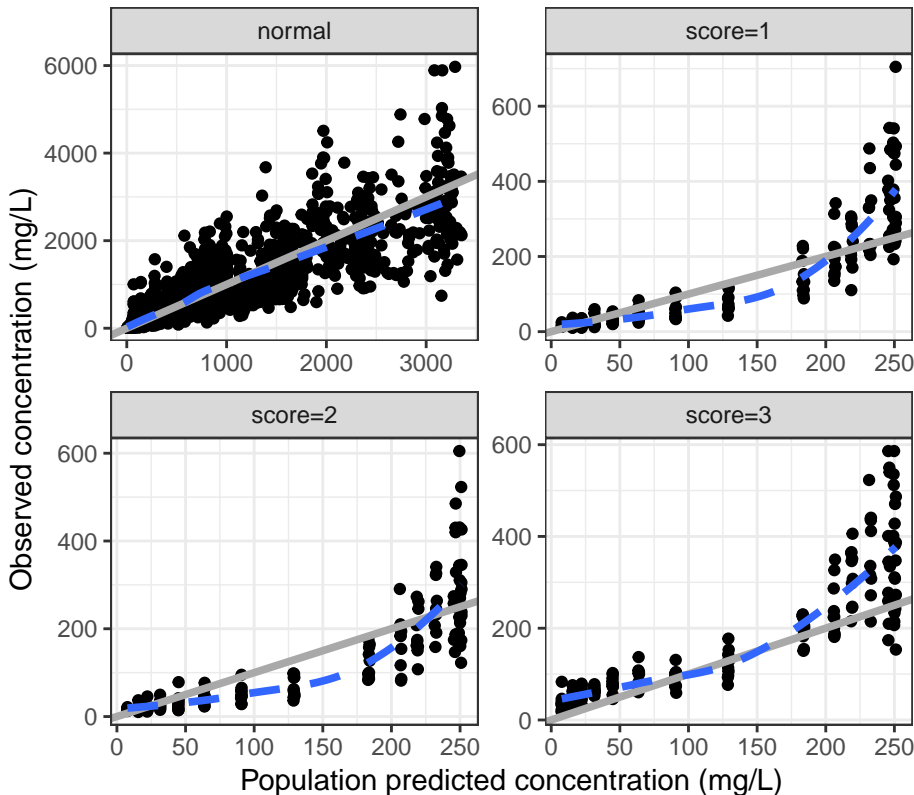 normal
score=1
6000
4000
2000
0
0 1000 2000 3000
600
400
200
0
0 50 100 150 200 250
score=2
score=3
600
400
200
0
0 50 100 150 200 250
600
400
200
0
0 50 100 150 200 250
Observed concentration (mg/L)
Population predicted concentration (mg/L)